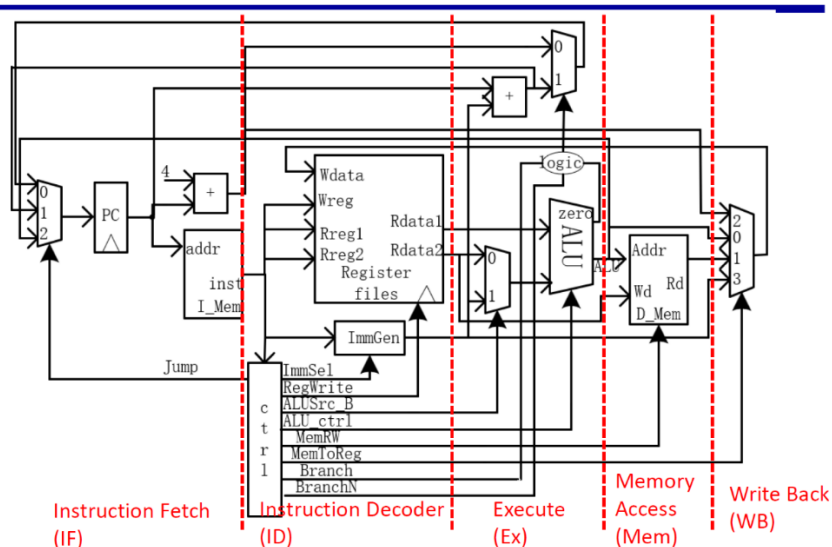 0
1
logic
+
4
+
0
1
2
PC
addr
inst
I_Mem
Wdata
Wreg
Rreg1
Rreg2
Rdata1
Rdata2
Register
files
0
1
zero
ALU
ALU
Addr
Wd
Rd
D_Mem
2
0
1
3
ImmGen
Jump
ctrl
ImmSel
RegWrite
ALUSrc_B
ALU_ctrl
MemRW
MemToReg
Branch
BranchN
Instruction Fetch
(IF)
Instruction Decoder
(ID)
Execute
(Ex)
Memory
Access
(Mem)
Write Back
(WB)